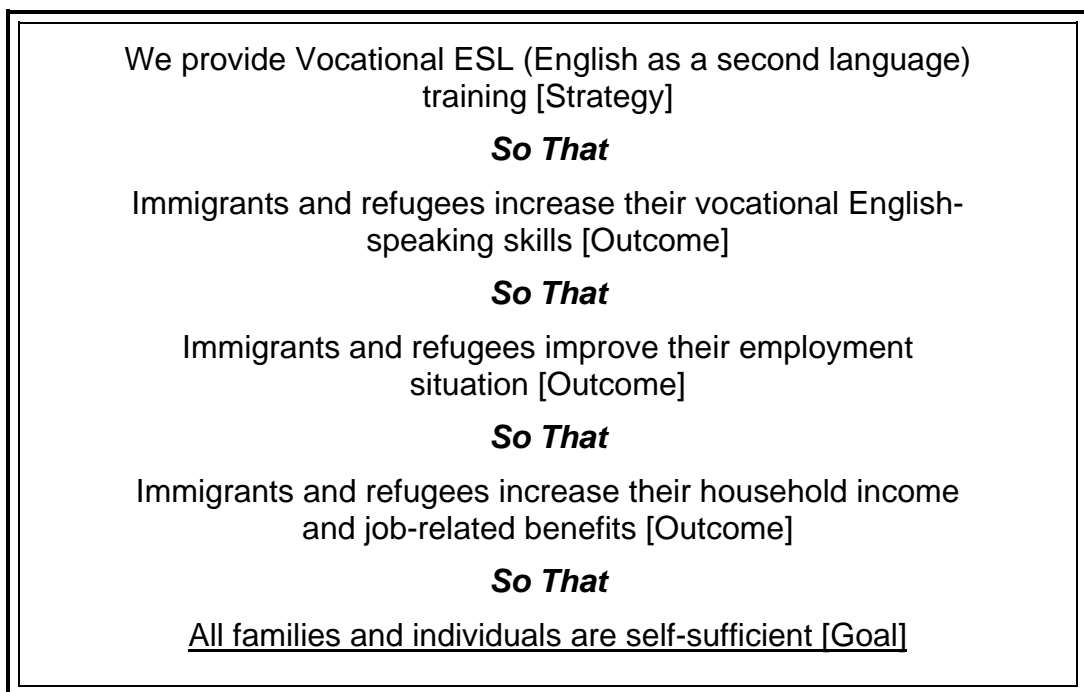 We provide Vocational ESL (English as a second language)
training [Strategy]
So That
Immigrants and refugees increase their vocational English-
speaking skills [Outcome]
So That
Immigrants and refugees improve their employment
situation [Outcome]
So That
Immigrants and refugees increase their household income
and job-related benefits [Outcome]
So That
All families and individuals are self-sufficient [Goal]